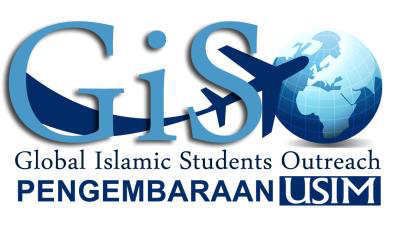 GiSO
Global Islamic Students Outreach
PENGEMBARAAN USIM